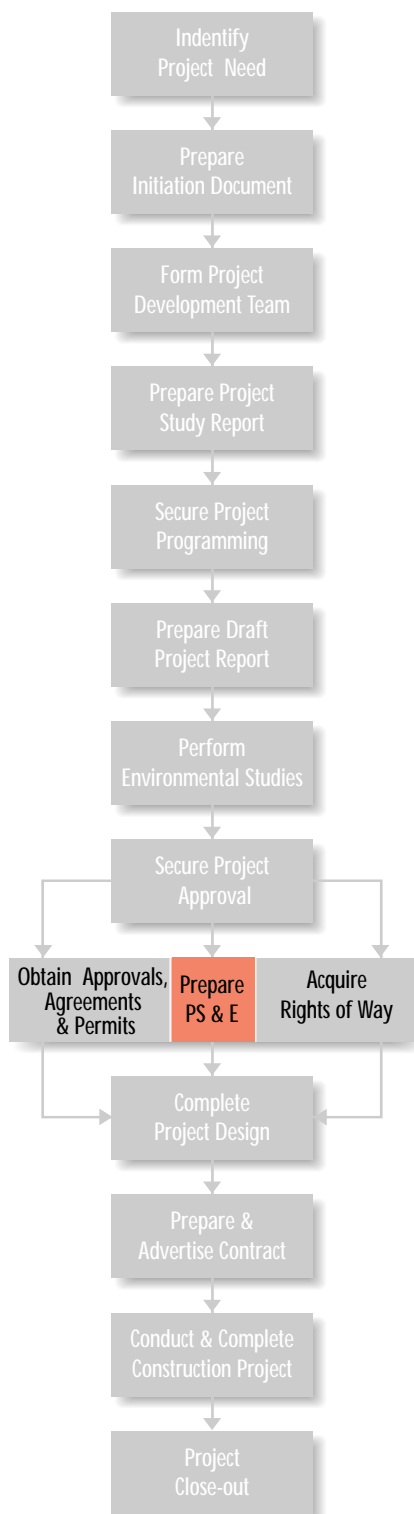 Indentify
Project Need
Prepare
Initiation Document
Form Project
Development Team
Prepare Project
Study Report
Secure Project
Programming
Prepare Draft
Project Report
Perform
Environmental Studies
Secure Project
Approval
Obtain Approvals,
Agreements
& Permits
Prepare
PS & E
Acquire
Rights of Way
Complete
Project Design
Prepare &
Advertise Contract
Conduct & Complete
Construction Project
Project
Close-out